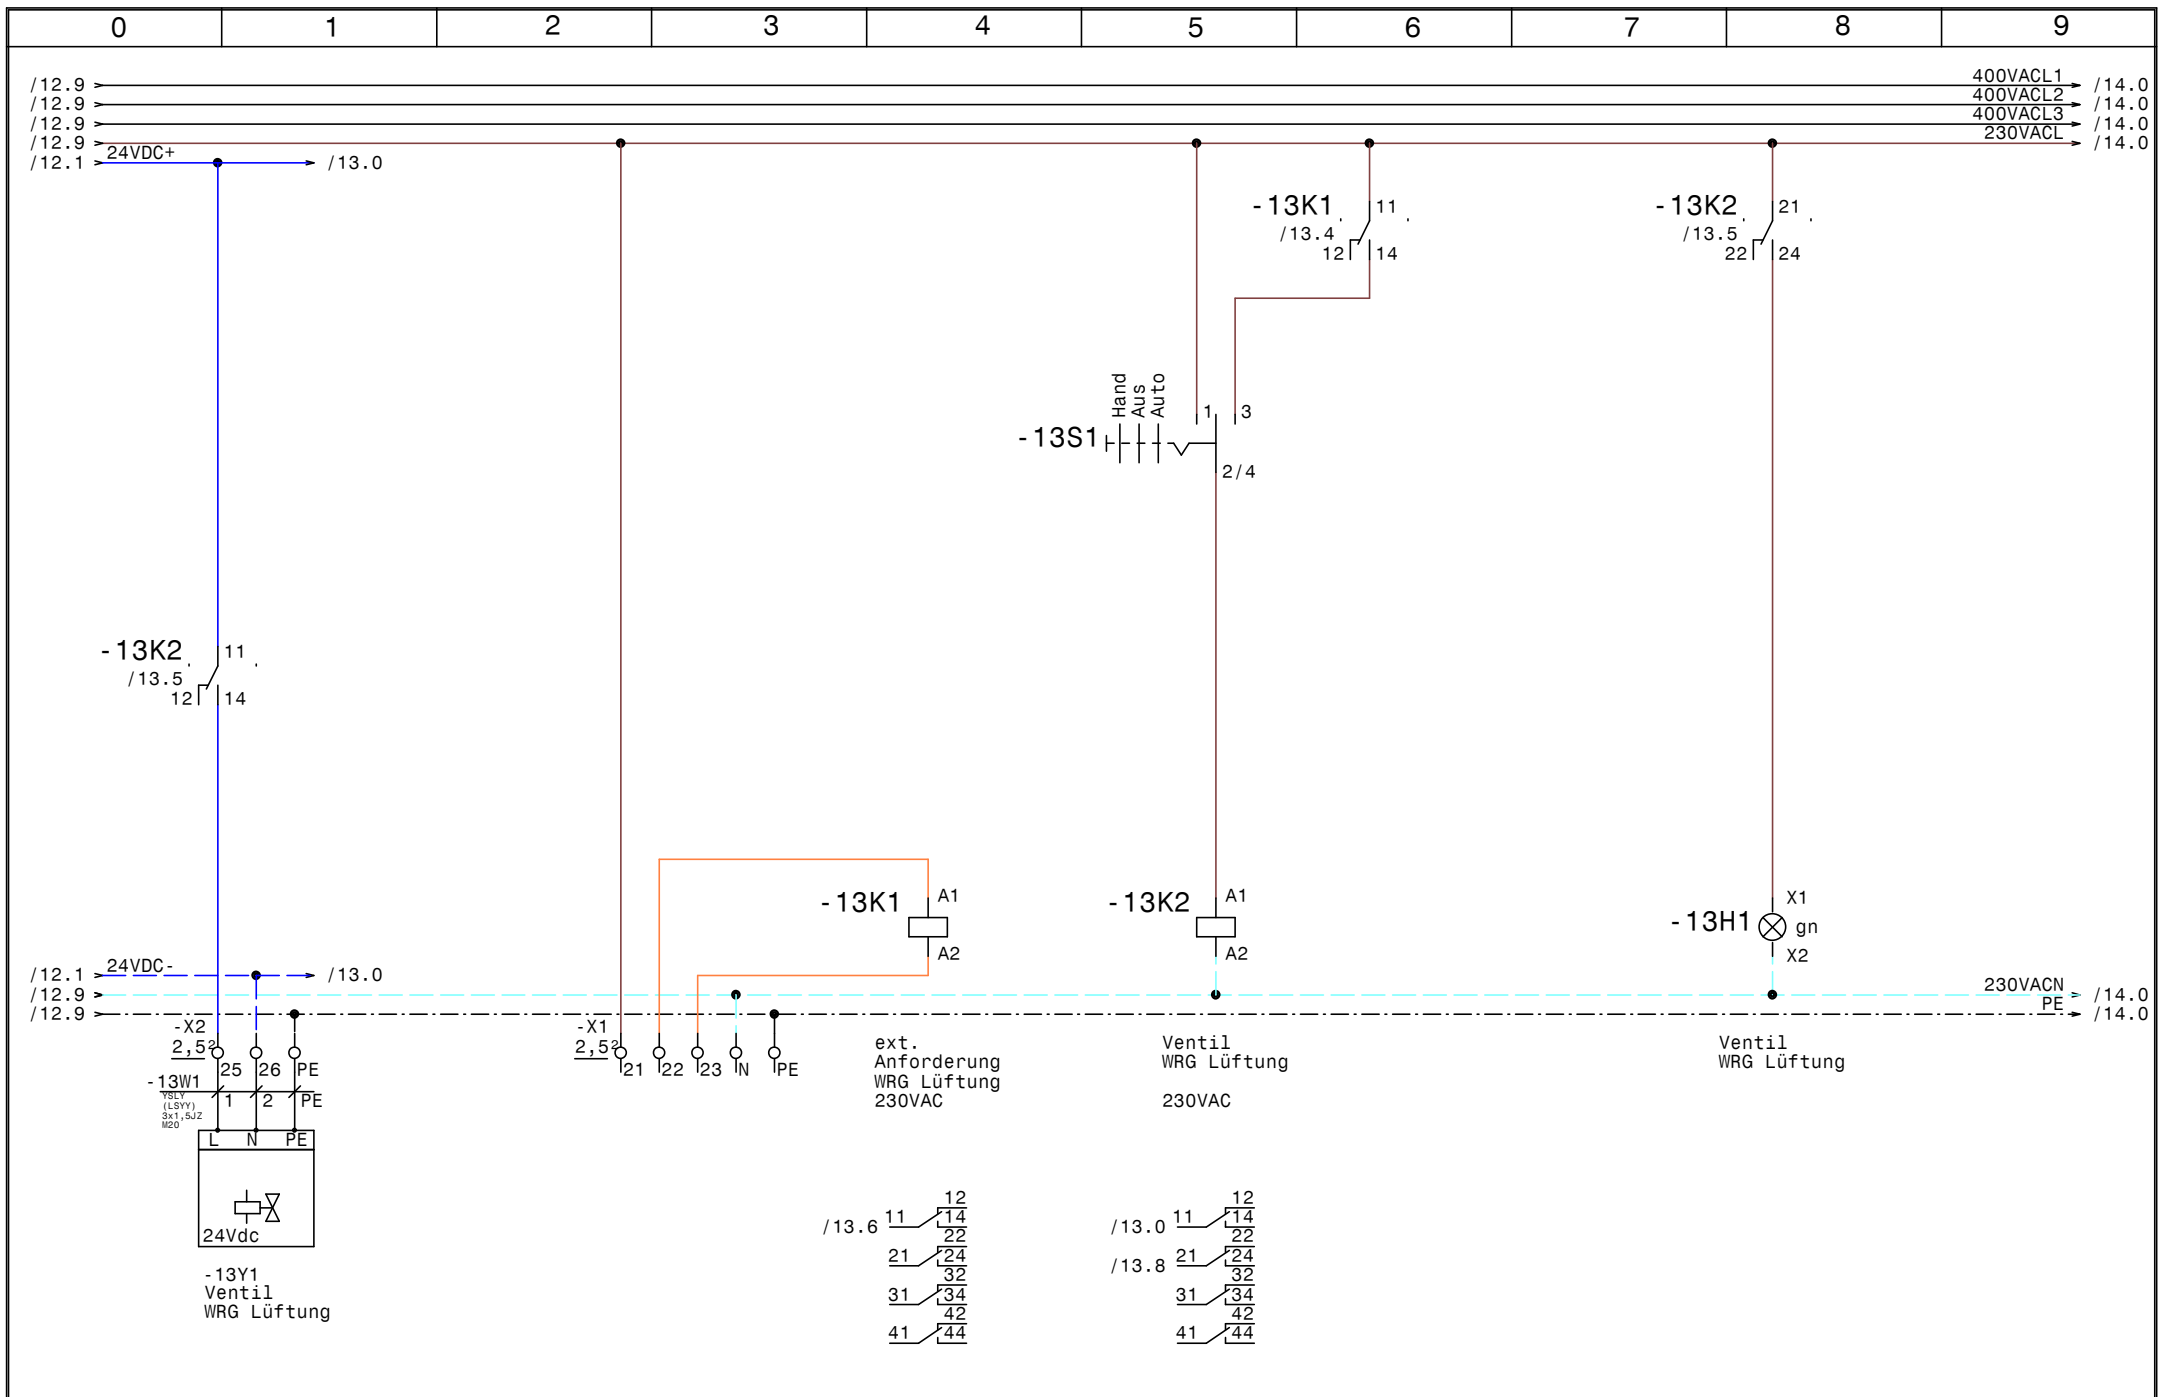 0 1 2 3 4 5 6 7 8 9
/12.9 400VACL1 /14.0
/12.9 400VACL2 /14.0
/12.9 400VACL3 /14.0
/12.9 230VACL /14.0
/12.1 24VDC+ /13.0
-13K1 11
/13.4
12 14
-13K2 21
/13.5
22 24
Hand
Aus
Auto
-13S1 1 3
2/4
-13K2 11
/13.5
12 14
-13K1 A1
A2
-13K2 A1
A2
-13H1 X1
gn
X2
/12.1 24VDC- /13.0
/12.9 230VACN /14.0
/12.9 PE /14.0
-X2
2,5²
25 26 PE
-13W1
YSLY
(LSYY)
3x1,5JZ
M20
1 2 PE
L N PE
24Vdc
-13Y1
Ventil
WRG Lüftung
-X1
2,5²
21 22 23 N PE
ext.
Anforderung
WRG Lüftung
230VAC
Ventil
WRG Lüftung
230VAC
Ventil
WRG Lüftung
12
/13.6 11 14
22
21 24
32
31 34
42
41 44
12
/13.0 11 14
22
/13.8 21 24
32
31 34
42
41 44